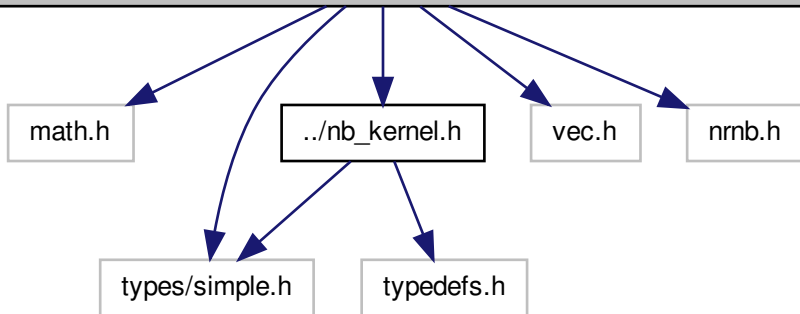 math.h
../nb_kernel.h
vec.h
nrnb.h
types/simple.h
typedefs.h